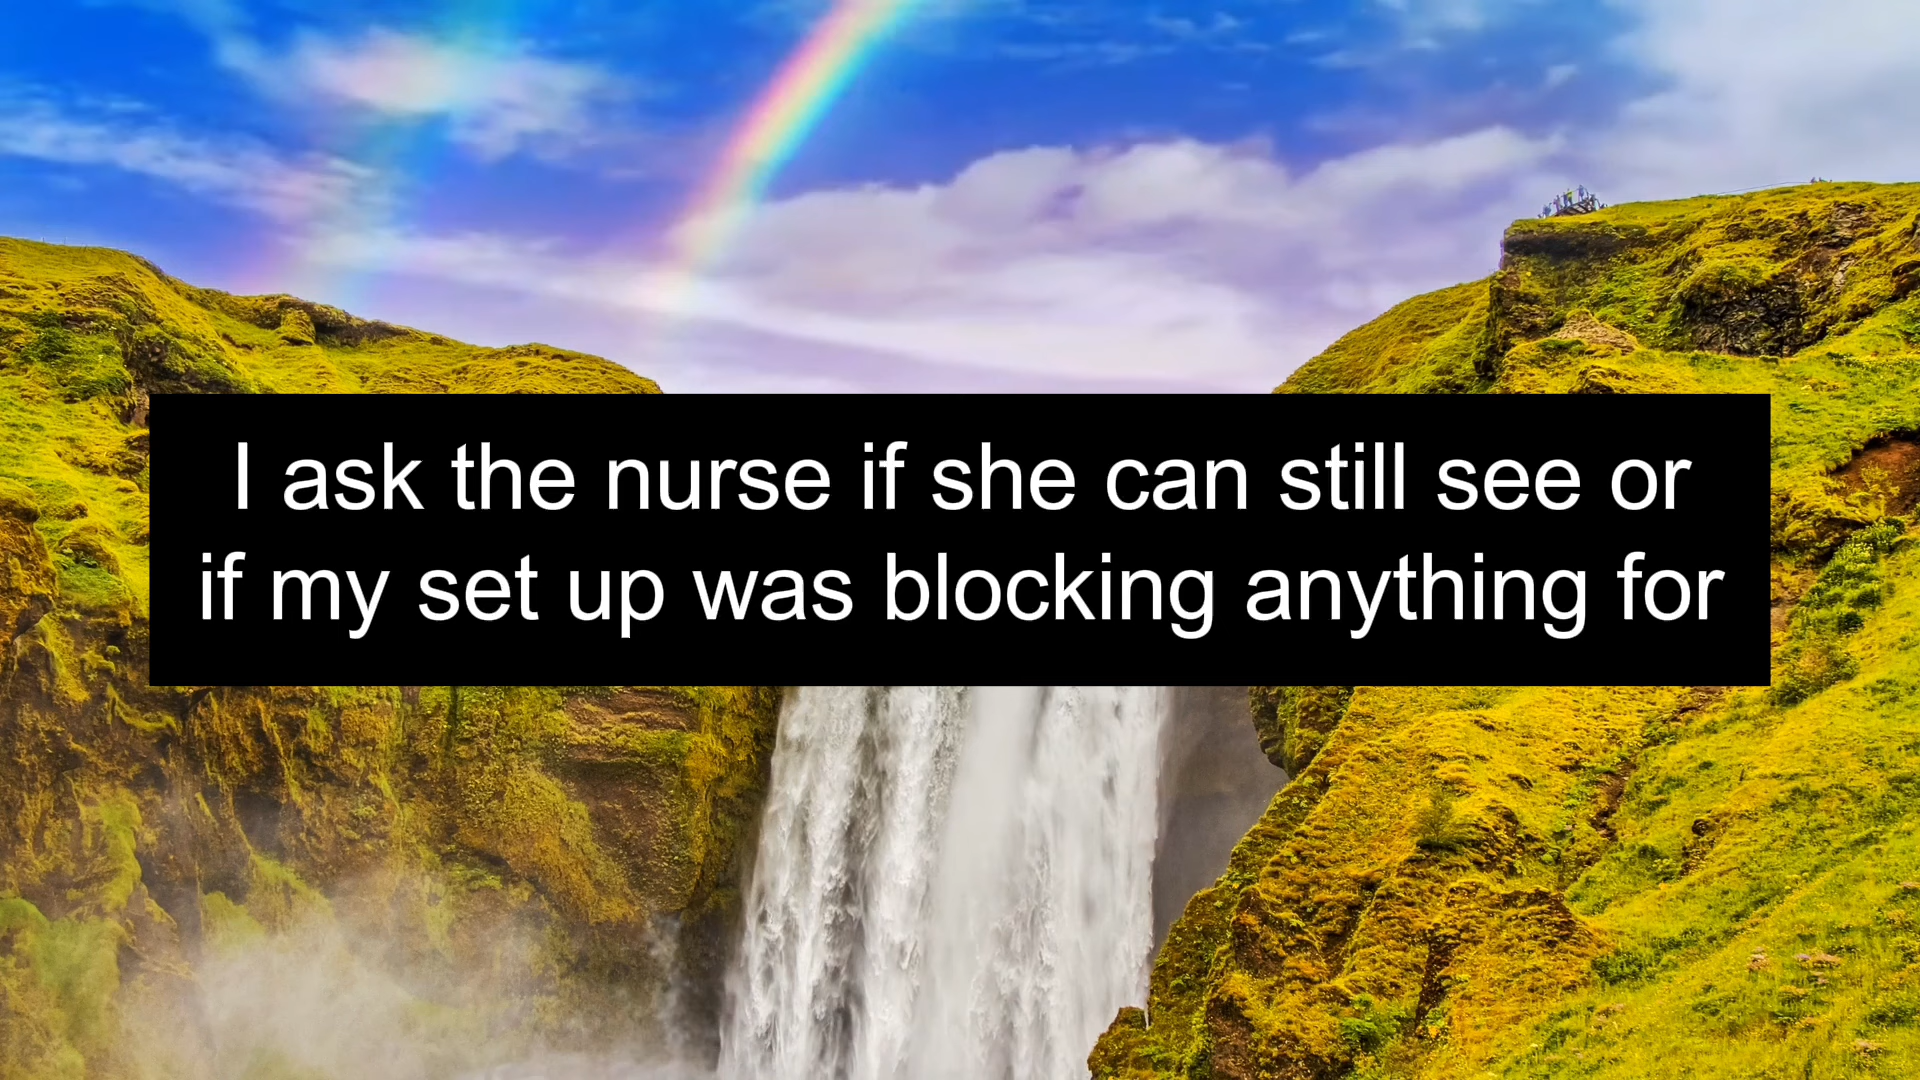 I ask the nurse if she can still see or
if my set up was blocking anything for